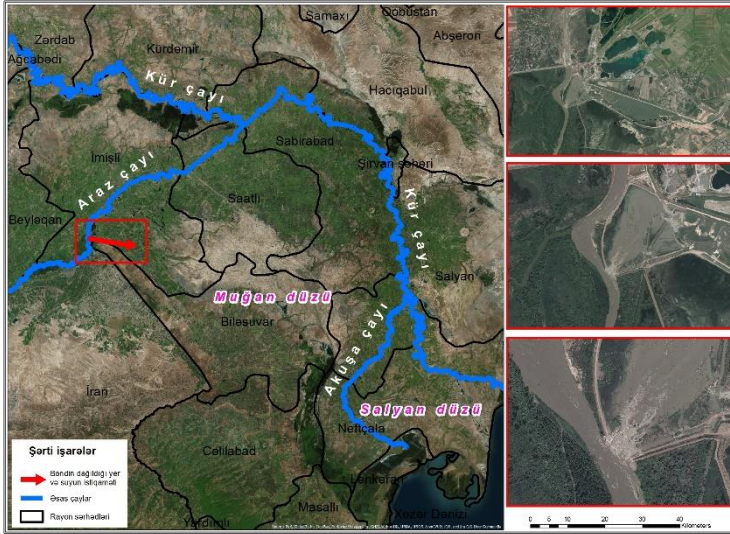 Zərdab
Ağcabədi
Kürdəmir
Şamaxı
Qobustan
Abşeron
Kür çayı
Hacıqabul
İmişli
Sabirabad
Şirvan şəhəri
Araz çayı
Saatlı
Kür çayı
Beyləqan
Salyan
Muğan düzü
Biləsuvar
Akuşa çayı
İran
Salyan düzü
Neftçala
Cəlilabad
Lənkəran
Masallı
Xəzər Dənizi
Yardımlı
Şərti işarələr
Bəndin dağıldığı yer
və suyun istiqaməti
Əsas çaylar
Rayon sərhədləri
0 5 10 20 30 40
Kilometers